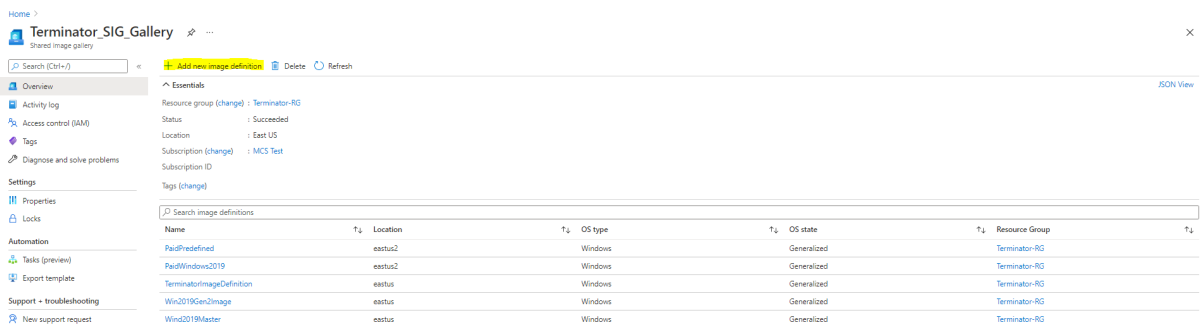 Home >
Terminator_SIG_Gallery
Shared image gallery
Search (Ctrl+/)
Overview
Activity log
Access control (IAM)
Tags
Diagnose and solve problems
Settings
Properties
Locks
Automation
Tasks (preview)
Export template
Support + troubleshooting
New support request
+ Add new image definition Delete Refresh
Essentials JSON View
Resource group (change) : Terminator-RG
Status : Succeeded
Location : East US
Subscription (change) : MCS Test
Subscription ID
Tags (change)
Search image definitions
Name Location OS type OS state Resource Group
PaidPredefined eastus2 Windows Generalized Terminator-RG
PaidWindows2019 eastus2 Windows Generalized Terminator-RG
TerminatorImageDefinition eastus Windows Generalized Terminator-RG
Win2019Gen2Image eastus Windows Generalized Terminator-RG
Wind2019Master eastus Windows Generalized Terminator-RG